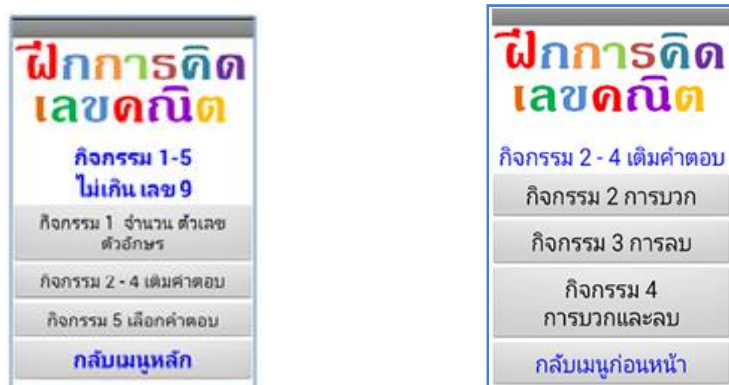 ฝึกการคิด
เลขคณิต
กิจกรรม 1-5
ไม่เกิน เลข 9
กิจกรรม 1 จำนวน ตัวเลข
ตัวอักษร
กิจกรรม 2 - 4 เติมคำตอบ
กิจกรรม 5 เลือกคำตอบ
กลับเมนูหลัก
ฝึกการคิด
เลขคณิต
กิจกรรม 2 - 4 เติมคำตอบ
กิจกรรม 2 การบวก
กิจกรรม 3 การลบ
กิจกรรม 4
การบวกและลบ
กลับเมนูก่อนหน้า